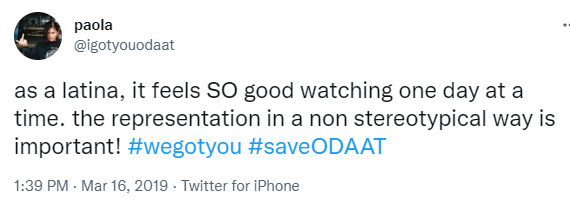 paola
@igotyouodaat
as a latina, it feels SO good watching one day at a
time. the representation in a non stereotypical way is
important! #wegotyou #saveODAAT
1:39 PM · Mar 16, 2019 · Twitter for iPhone